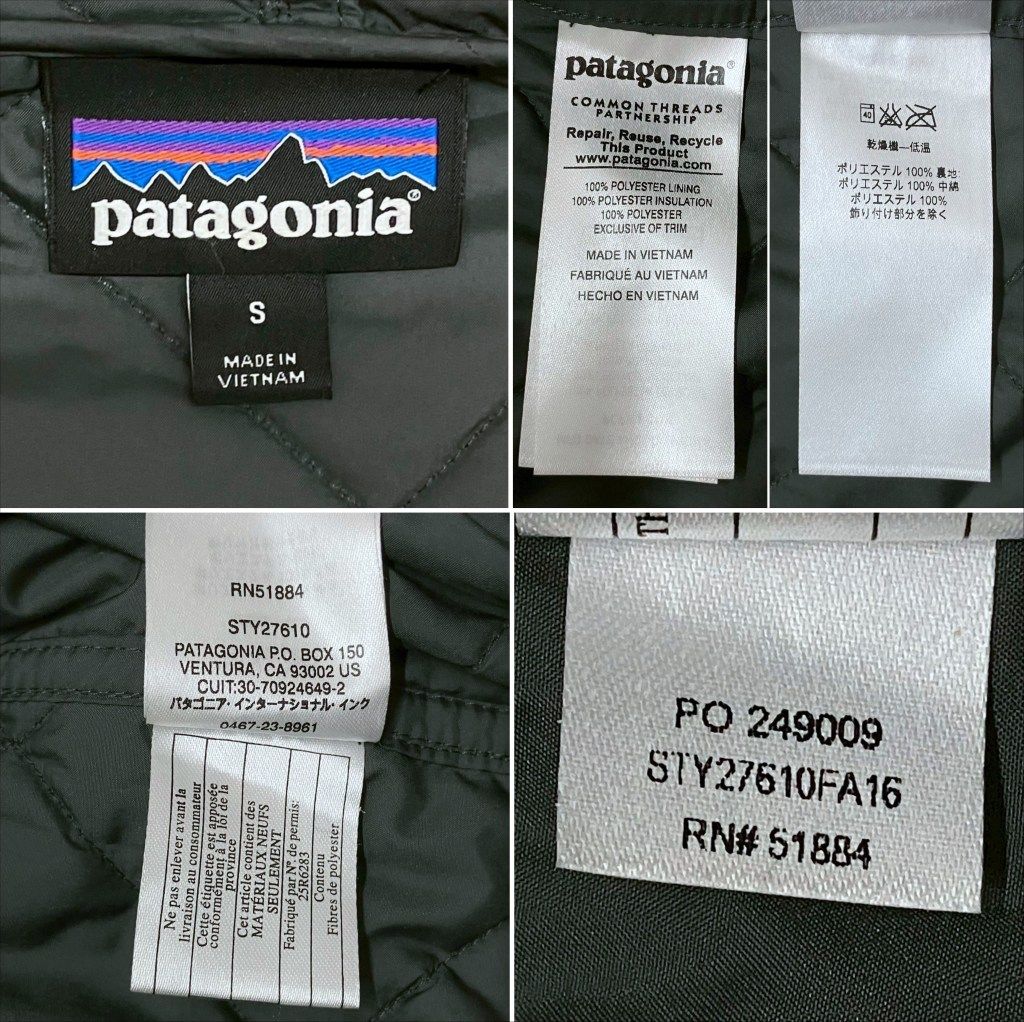 patagonia®
S
MADE IN
VIETNAM
patagonia®
COMMON THREADS
PARTNERSHIP
Repair, Reuse, Recycle
This Product
www.patagonia.com
100% POLYESTER LINING
100% POLYESTER INSULATION
100% POLYESTER
EXCLUSIVE OF TRIM
MADE IN VIETNAM
FABRIQUÉ AU VIETNAM
HECHO EN VIETNAM
40
乾燥機―低温
ポリエステル 100% 裏地:
ポリエステル 100% 中綿
ポリエステル 100%
飾り付け部分を除く
RN51884
STY27610
PATAGONIA P.O. BOX 150
VENTURA, CA 93002 US
CUIT:30-70924649-2
パタゴニア・インターナショナル・インク
0467-23-8961
Ne pas enlever avant la
livraison au consommateur
Cette étiquette est apposée
conformément à la loi de la
province
Cet article contient des
MATÉRIAUX NEUFS
SEULEMENT
Fabriqué par N°. de permis:
25R6283
Contenu
Fibres de polyester
PO 249009
STY27610FA16
RN# 51884